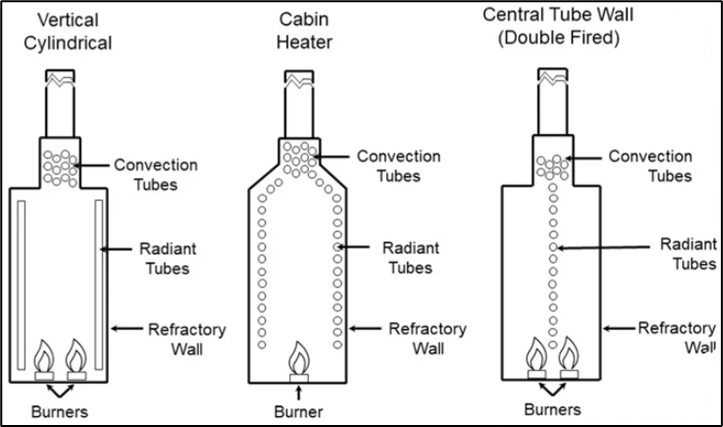 Vertical
Cylindrical
Convection
Tubes
Radiant
Tubes
Refractory
Wall
Burners
Cabin
Heater
Convection
Tubes
Radiant
Tubes
Refractory
Wall
Burner
Central Tube Wall
(Double Fired)
Convection
Tubes
Radiant
Tubes
Refractory
Wall
Burners